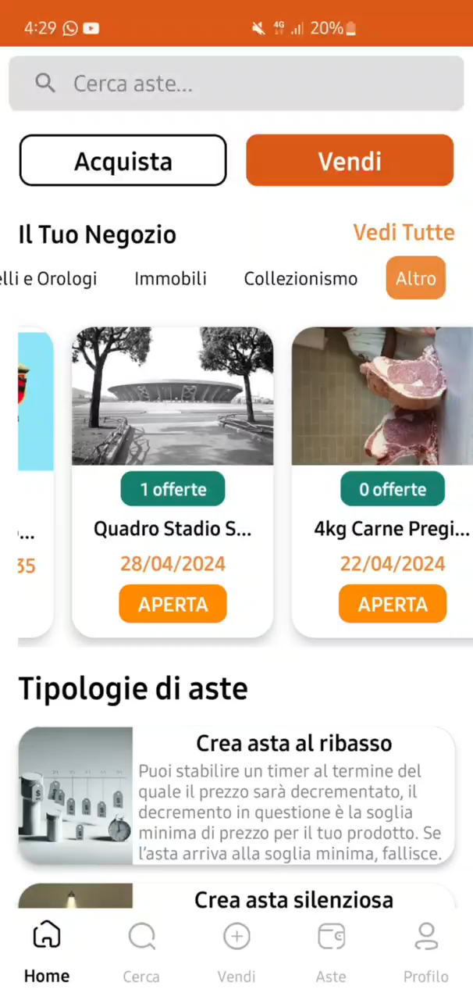 4:29 4G 20%
Cerca aste...
Acquista Vendi
Il Tuo Negozio Vedi Tutte
elli e Orologi Immobili Collezionismo Altro
1 offerte 0 offerte
... Quadro Stadio S... 4kg Carne Pregi...
35 28/04/2024 22/04/2024
APERTA APERTA
Tipologie di aste
Crea asta al ribasso
Puoi stabilire un timer al termine del
quale il prezzo sarà decrementato, il
decremento in questione è la soglia
minima di prezzo per il tuo prodotto. Se
l'asta arriva alla soglia minima, fallisce.
Crea asta silenziosa
Home Cerca Vendi Aste Profilo